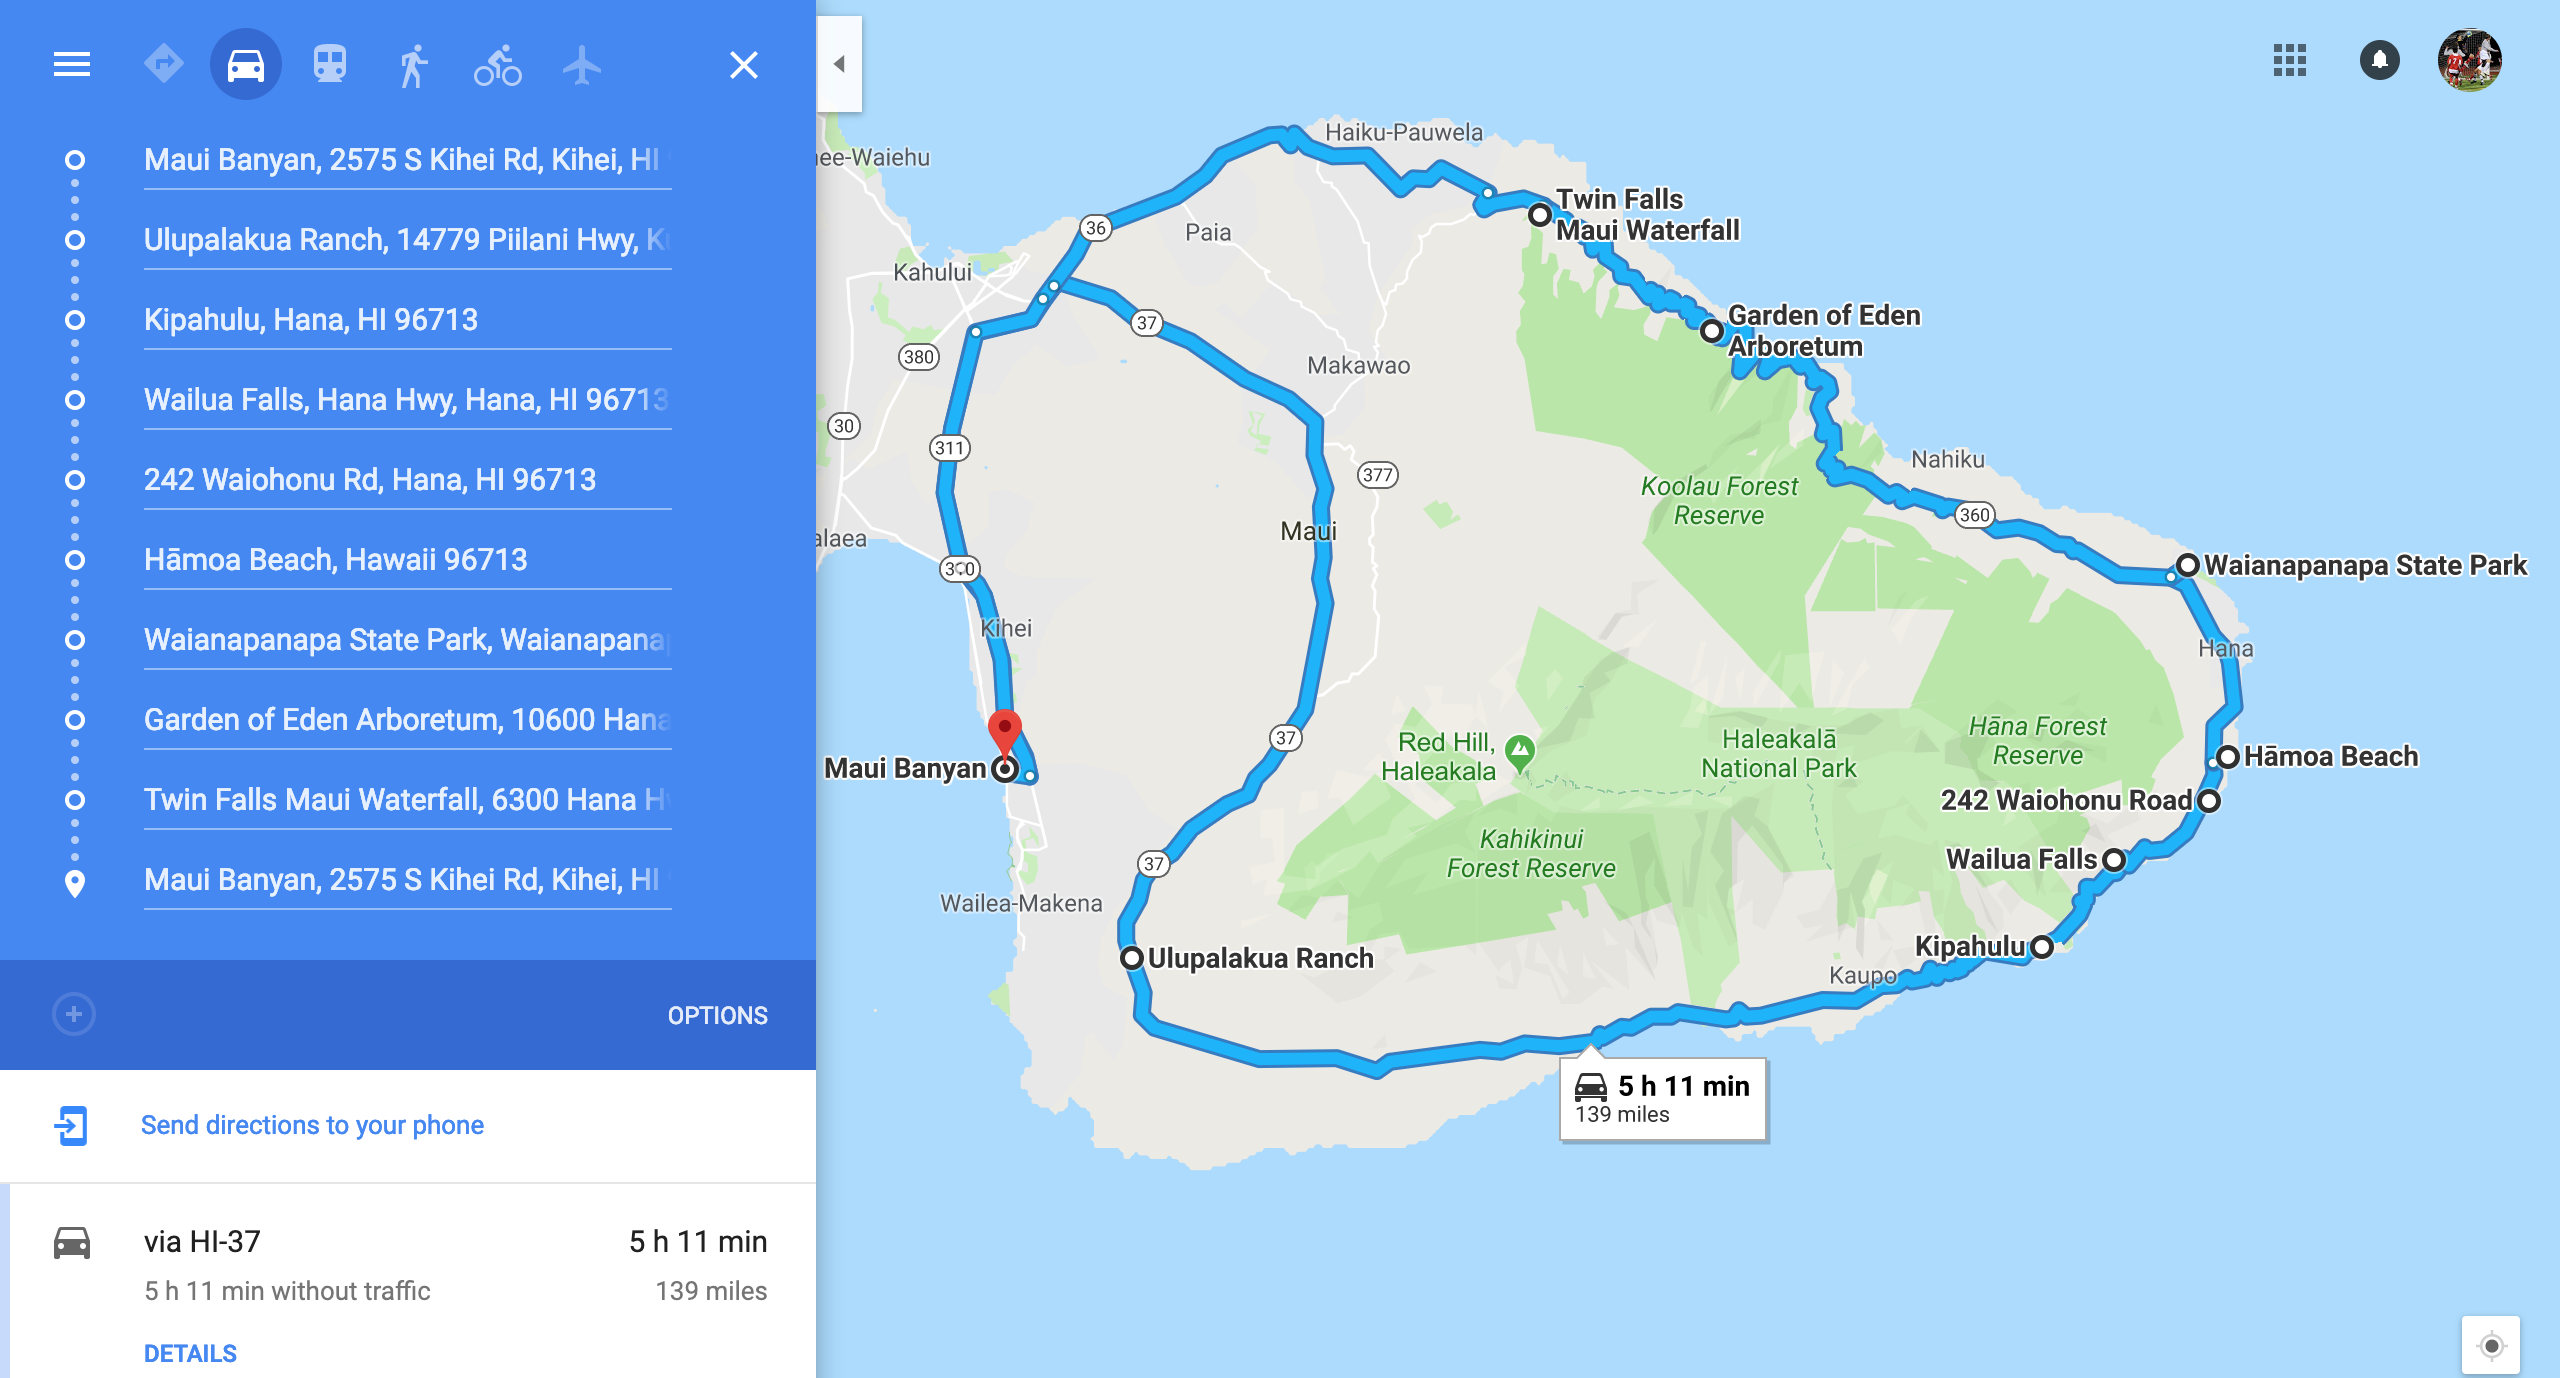 Maui Banyan, 2575 S Kihei Rd, Kihei, HI
Ulupalakua Ranch, 14779 Piilani Hwy,
Kipahulu, Hana, HI 96713
Wailua Falls, Hana Hwy, Hana, HI 96713
242 Waiohonu Rd, Hana, HI 96713
Hāmoa Beach, Hawaii 96713
Waianapanapa State Park, Waianapana
Garden of Eden Arboretum, 10600 Hana
Twin Falls Maui Waterfall, 6300 Hana
Maui Banyan, 2575 S Kihei Rd, Kihei, HI
OPTIONS
Send directions to your phone
via HI-37
5 h 11 min
5 h 11 min without traffic
139 miles
DETAILS
Haiku-Pauwela
ee-Waiehu
Twin Falls
Maui Waterfall
36
Paia
Kahului
Garden of Eden
Arboretum
37
380
Makawao
30
311
Nahiku
377
Koolau Forest
Reserve
360
Maui
alaea
Waianapanapa State Park
Kihei
Hana
Hāna Forest
Reserve
37
Red Hill,
Haleakala
Haleakalā
National Park
Hāmoa Beach
Maui Banyan
242 Waiohonu Road
Kahikinui
Forest Reserve
Wailua Falls
37
Wailea-Makena
Kipahulu
Ulupalakua Ranch
Kaupo
5 h 11 min
139 miles